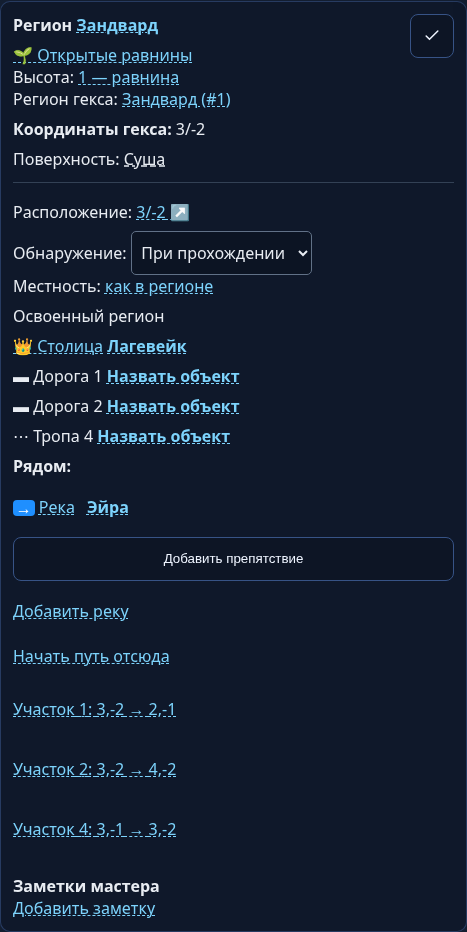 Регион Зандвард
🌱 Открытые равнины
Высота: 1 — равнина
Регион гекса: Зандвард (#1)
Координаты гекса: 3/-2
Поверхность: Суша
Расположение: 3/-2 ↗️
Обнаружение: При прохождении
Местность: как в регионе
Освоенный регион
👑 Столица Лагевейк
▬ Дорога 1 Назвать объект
▬ Дорога 2 Назвать объект
⋯ Тропа 4 Назвать объект
Рядом:
→ Река Эйра
Добавить препятствие
Добавить реку
Начать путь отсюда
Участок 1: 3,-2 → 2,-1
Участок 2: 3,-2 → 4,-2
Участок 4: 3,-1 → 3,-2
Заметки мастера
Добавить заметку